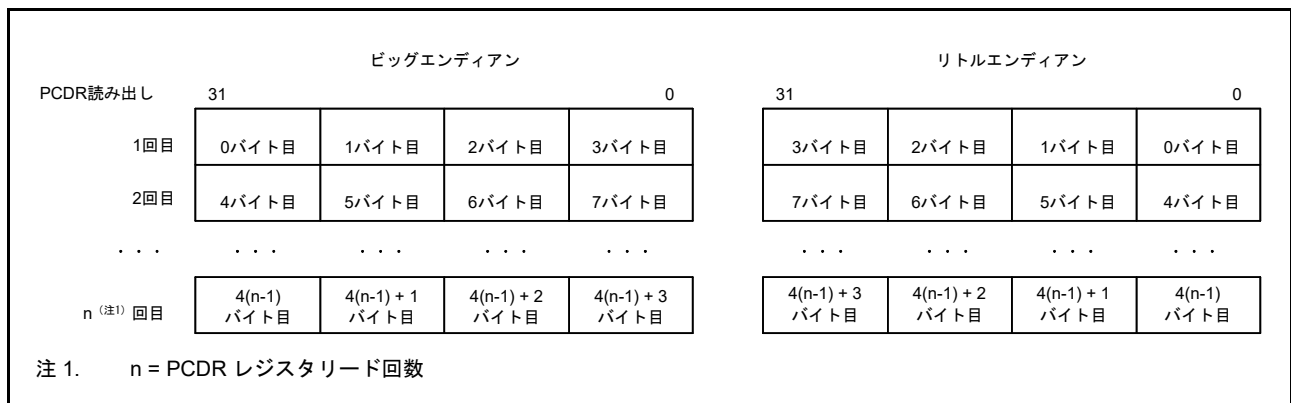 ビッグエンディアン リトルエンディアン
PCDR読み出し 31 0 31 0
1回目 0バイト目 1バイト目 2バイト目 3バイト目 3バイト目 2バイト目 1バイト目 0バイト目
2回目 4バイト目 5バイト目 6バイト目 7バイト目 7バイト目 6バイト目 5バイト目 4バイト目
・・・ ・・・ ・・・ ・・・ ・・・ ・・・ ・・・ ・・・ ・・・
4(n-1) 4(n-1) + 1 4(n-1) + 2 4(n-1) + 3 4(n-1) + 3 4(n-1) + 2 4(n-1) + 1 4(n-1)
n（注1）回目 バイト目 バイト目 バイト目 バイト目 バイト目 バイト目 バイト目 バイト目
注 1. n = PCDR レジスタリード回数